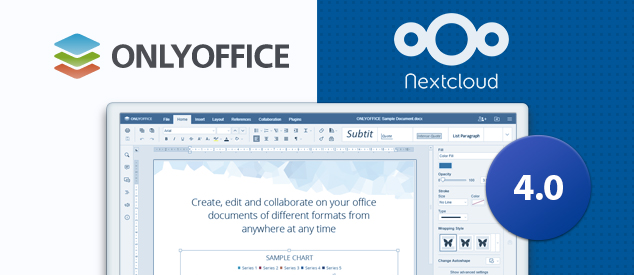 ONLYOFFICE
Nextcloud
ONLYOFFICE
ONLYOFFICE Sample Document.docx
File Home Insert Layout References Collaboration Plugins
Arial
Subtit
Quote
List Paragraph
Fill
Color Fill
Opacity
Stroke
Size Color
No Line
Type
Wrapping Style
Change Autoshape
Show advanced settings
4.0
Create, edit and collaborate on your office
documents of different formats from
anywhere at any time
SAMPLE CHART
Series 1 Series 2 Series 3 Series 4 Series 5